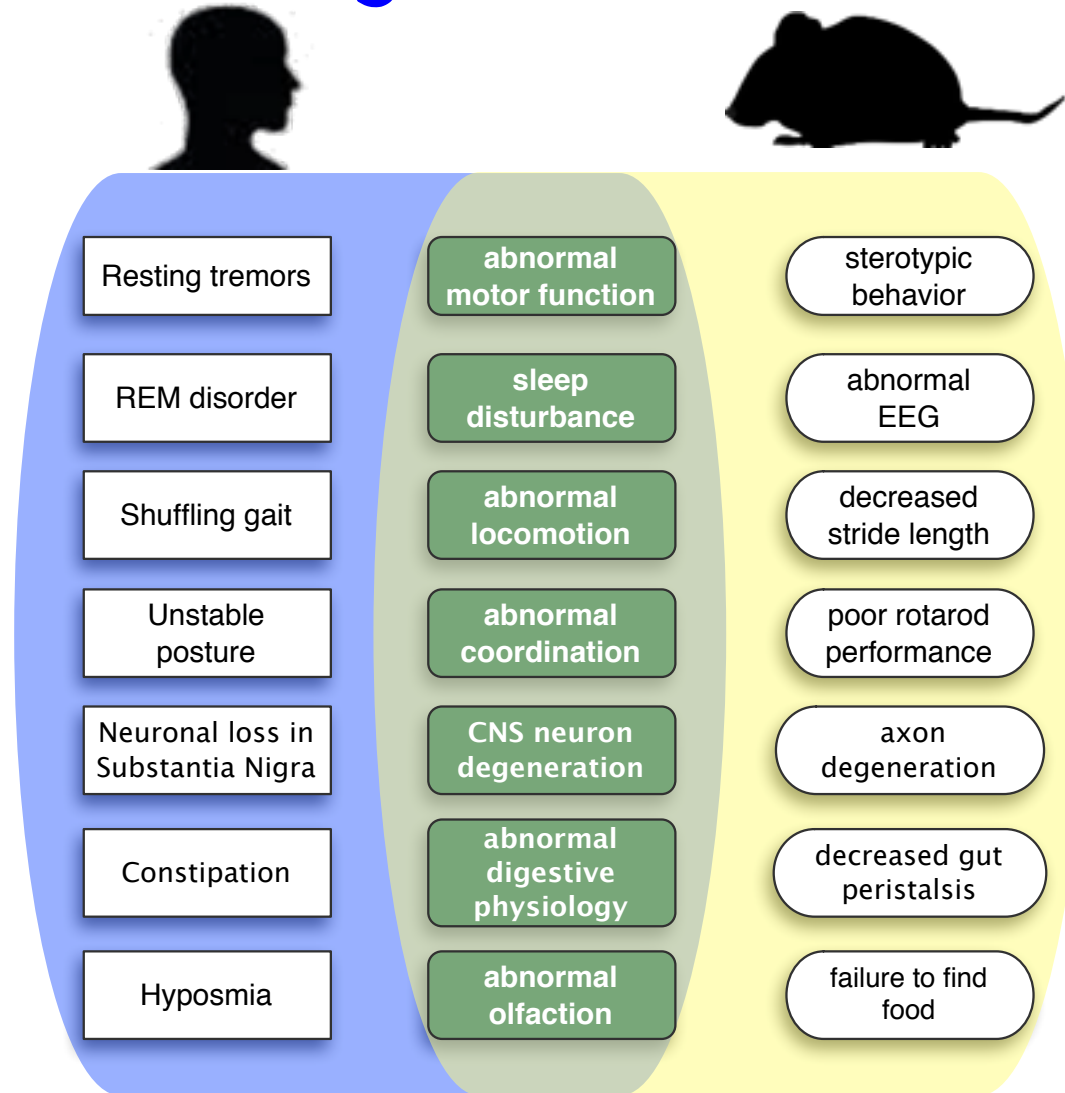 Resting tremors
abnormal
motor function
sterotypic
behavior
REM disorder
sleep
disturbance
abnormal
EEG
Shuffling gait
abnormal
locomotion
decreased
stride length
Unstable
posture
abnormal
coordination
poor rotarod
performance
Neuronal loss in
Substantia Nigra
CNS neuron
degeneration
axon
degeneration
Constipation
abnormal
digestive
physiology
decreased gut
peristalsis
Hyposmia
abnormal
olfaction
failure to find
food